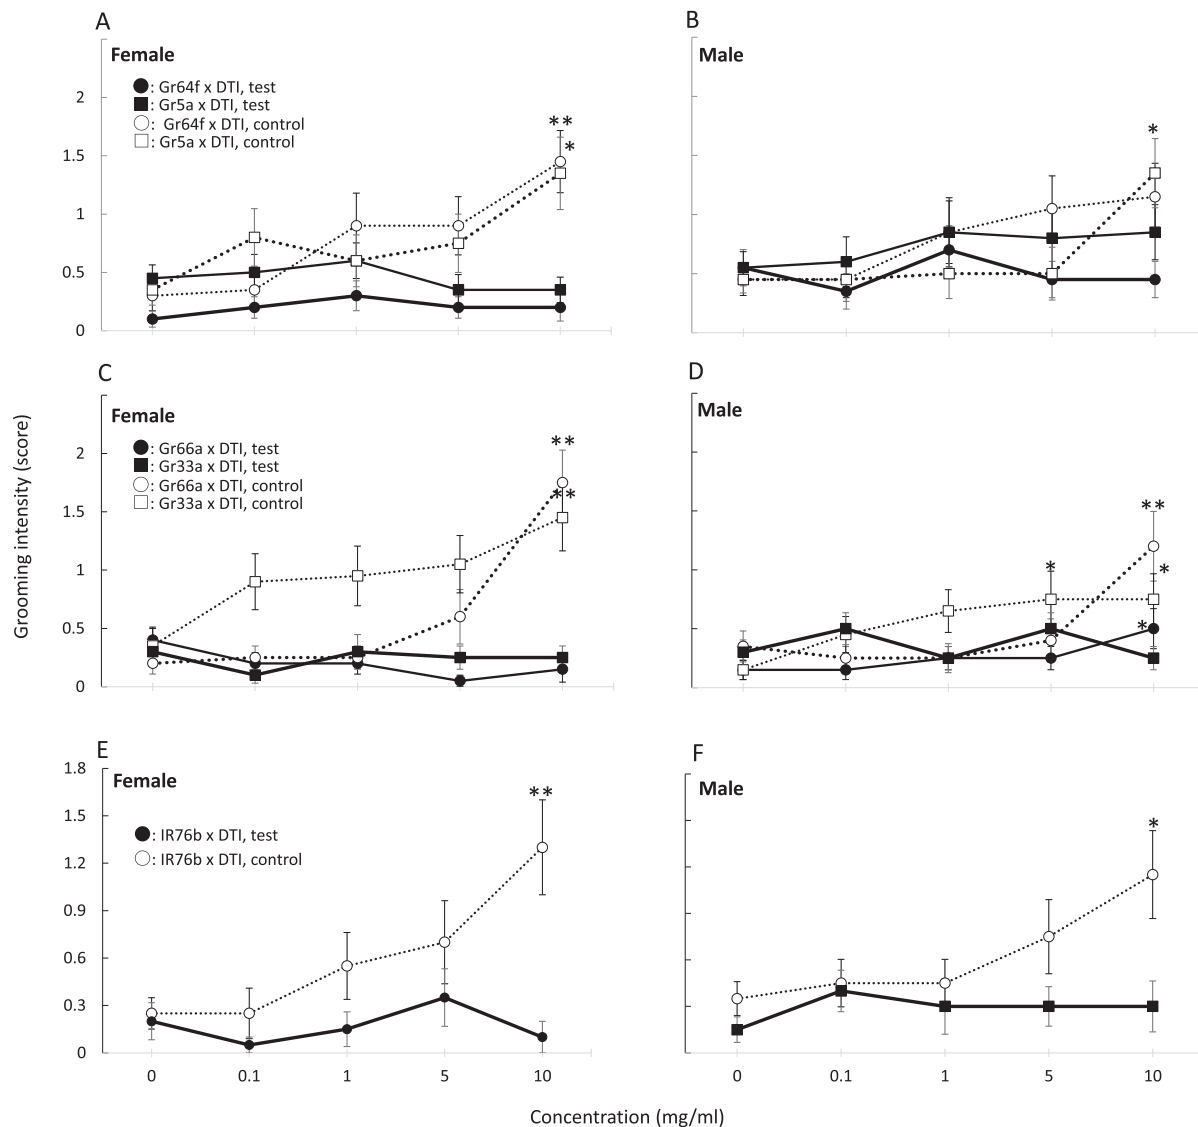 A
Female
: Gr64f x DTI, test
: Gr5a x DTI, test
: Gr64f x DTI, control
: Gr5a x DTI, control
2
1.5
1
0.5
0
**
*
B
Male
*
C
Female
: Gr66a x DTI, test
: Gr33a x DTI, test
: Gr66a x DTI, control
: Gr33a x DTI, control
2
1.5
1
0.5
0
**
**
D
Male
*
**
*
*
Grooming intensity (score)
E
Female
: IR76b x DTI, test
: IR76b x DTI, control
1.8
1.5
1.2
0.9
0.6
0.3
0
**
0 0.1 1 5 10
F
Male
*
0 0.1 1 5 10
Concentration (mg/ml)